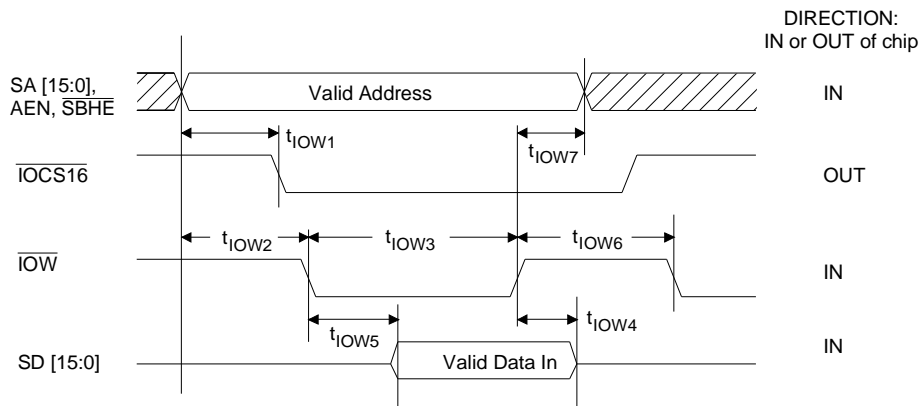 DIRECTION:
IN or OUT of chip
SA [15:0],
AEN, SBHE
Valid Address
IN
tIOW1
tIOW7
IOCS16
OUT
tIOW2
tIOW3
tIOW6
IOW
IN
tIOW5
tIOW4
IN
SD [15:0]
Valid Data In